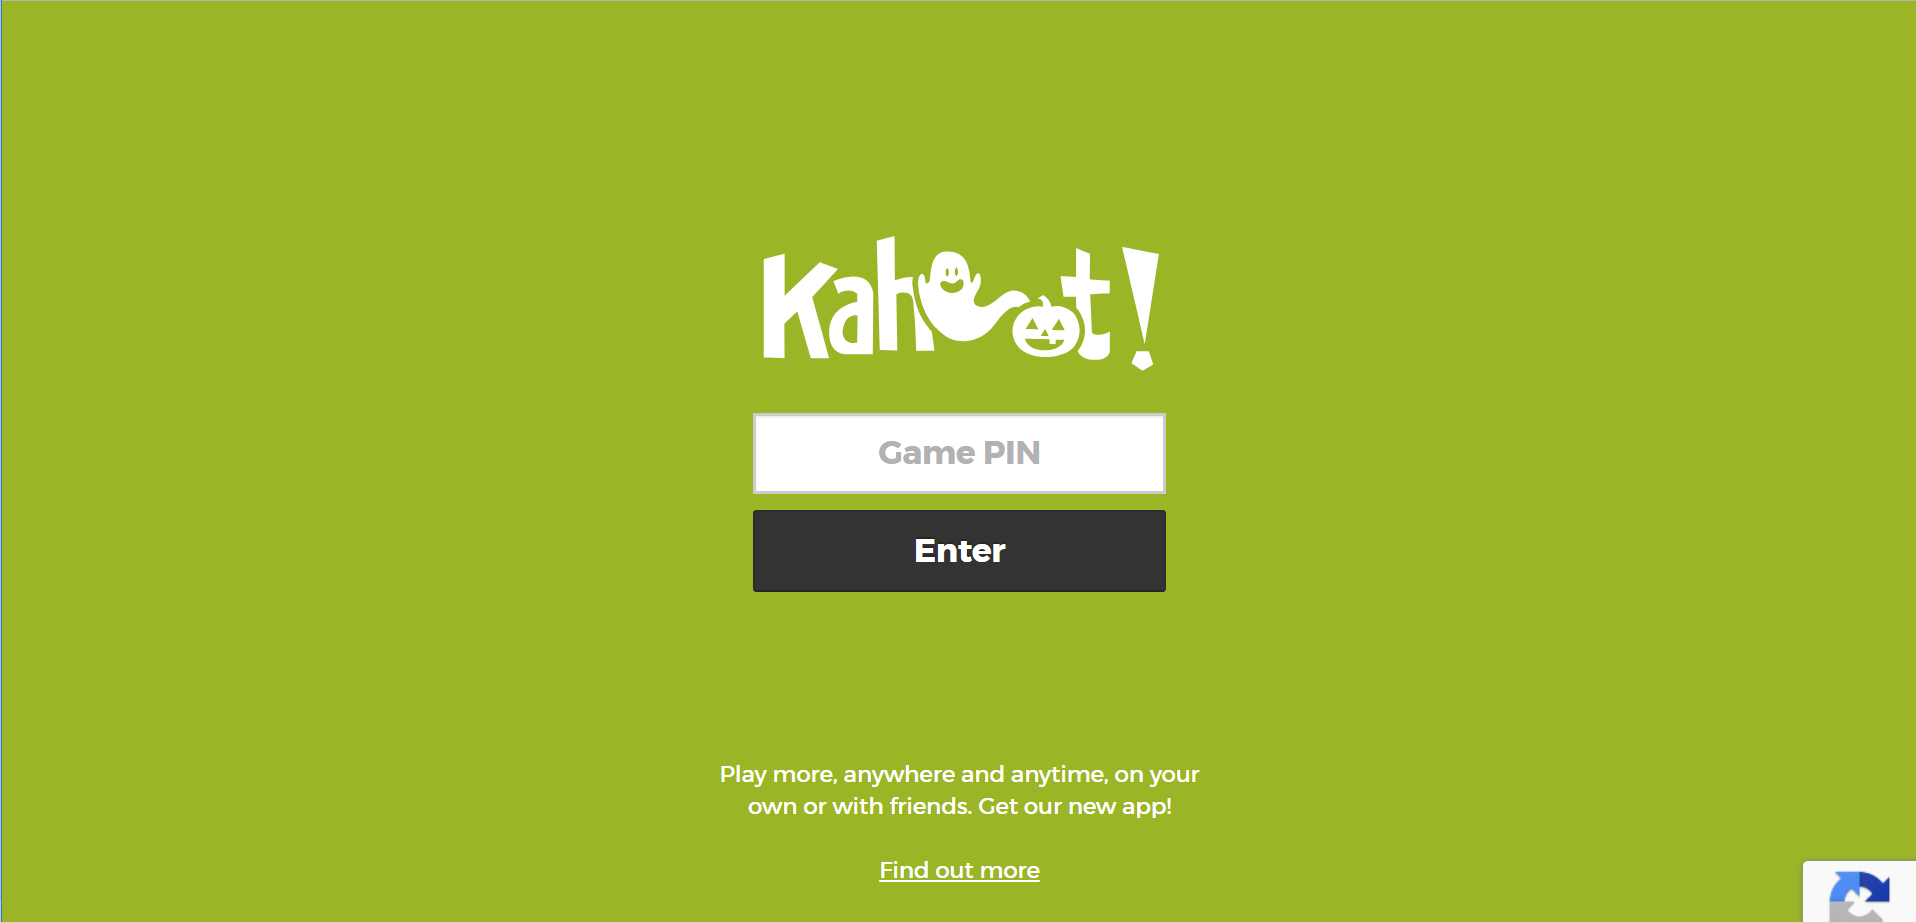 Kahoot!
Game PIN
Enter
Play more, anywhere and anytime, on your
own or with friends. Get our new app!
Find out more